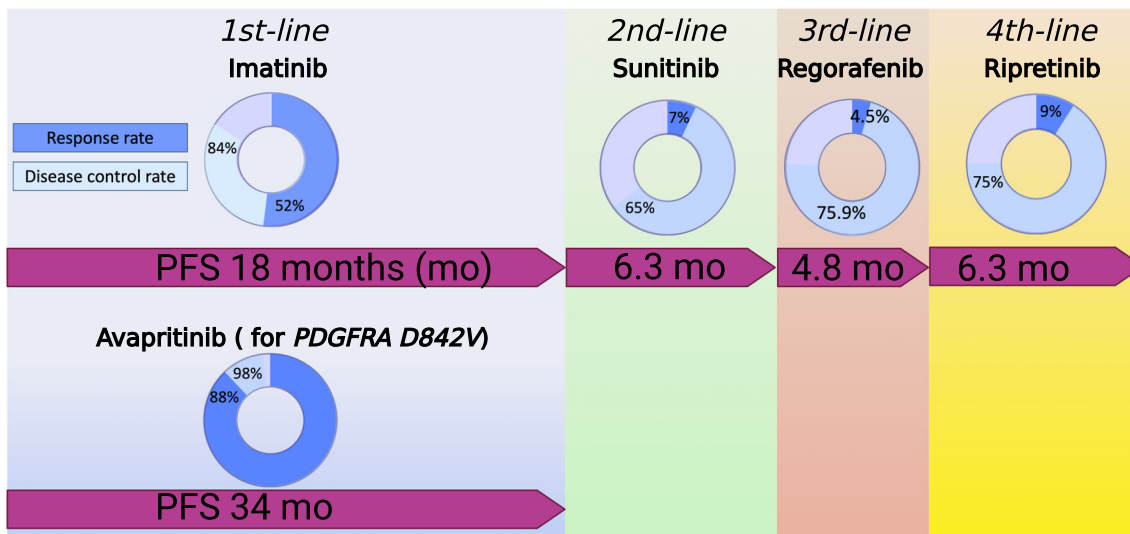 1st-line
Imatinib
Response rate
Disease control rate
84%
52%
PFS 18 months (mo)
Avapritinib ( for PDGFRA D842V)
98%
88%
PFS 34 mo
2nd-line
Sunitinib
7%
65%
6.3 mo
3rd-line
Regorafenib
4.5%
75.9%
4.8 mo
4th-line
Ripretinib
9%
75%
6.3 mo